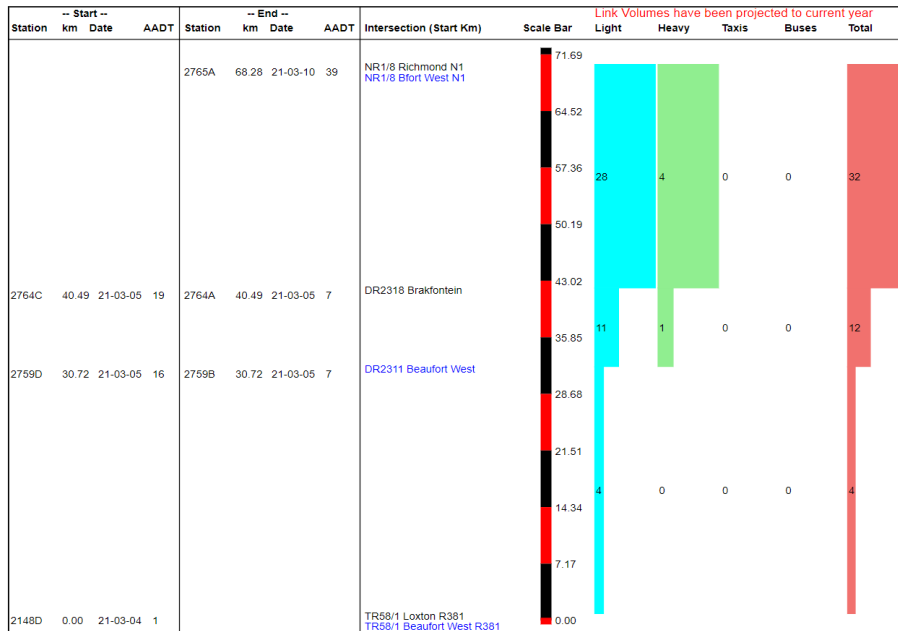 -- Start -- -- End -- Link Volumes have been projected to current year
Station km Date AADT Station km Date AADT Intersection (Start Km) Scale Bar Light Heavy Taxis Buses Total
71.69
NR1/8 Richmond N1
2765A 68.28 21-03-10 39
NR1/8 Bfort West N1
64.52
57.36
28 4 0 0 32
50.19
43.02
DR2318 Brakfontein
2764C 40.49 21-03-05 19 2764A 40.49 21-03-05 7
11 1 0 0 12
35.85
DR2311 Beaufort West
2759D 30.72 21-03-05 16 2759B 30.72 21-03-05 7
28.68
21.51
4 0 0 0 4
14.34
7.17
TR58/1 Loxton R381
2148D 0.00 21-03-04 1 0.00
TR58/1 Beaufort West R381